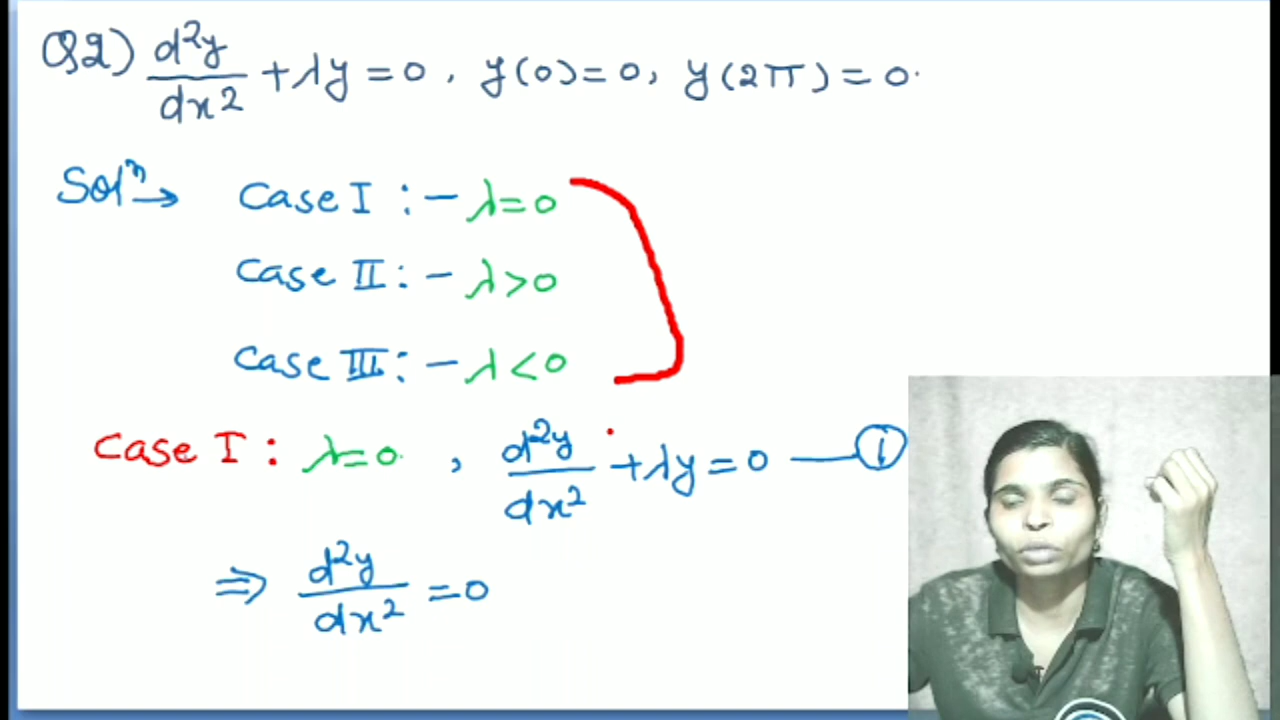 Q2) d²y/dx² + λy = 0, y(0) = 0, y(2π) = 0.
Solⁿ → Case I :- λ=0
Case II :- λ>0
Case III :- λ<0
Case I : λ=0, d²y/dx² + λy = 0 — ①
⇒ d²y/dx² = 0